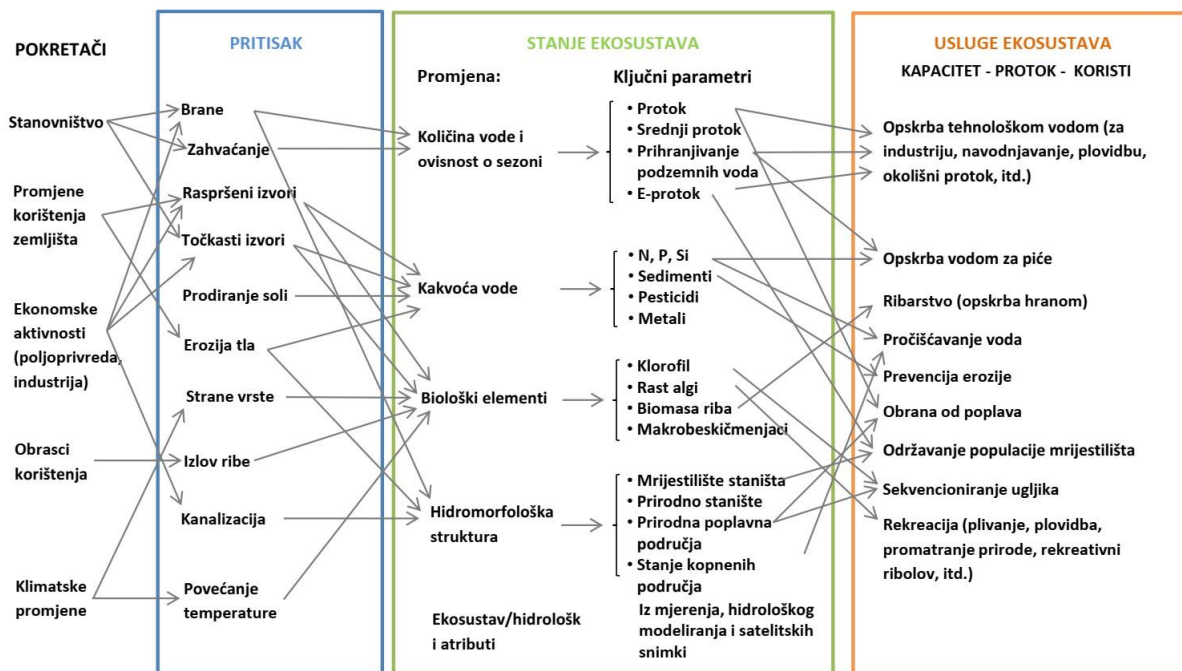 POKRETAČI
Stanovništvo
Promjene
korištenja
zemljišta
Ekonomske
aktivnosti
(poljoprivreda,
industrija)
Obrasci
korištenja
Klimatske
promjene
PRITISAK
Brane
Zahvaćanje
Raspršeni izvori
Točkasti izvori
Prodiranje soli
Erozija tla
Strane vrste
Izlov ribe
Kanalizacija
Povećanje
temperature
STANJE EKOSUSTAVA
Promjena:
Količina vode i
ovisnost o sezoni
Kakvoća vode
Biološki elementi
Hidromorfološka
struktura
Ekosustav/hidrološk
i atributi
Ključni parametri
• Protok
• Srednji protok
• Prihranjivanje
podzemnih voda
• E-protok
• N, P, Si
• Sedimenti
• Pesticidi
• Metali
• Klorofil
• Rast algi
• Biomasa riba
• Makrobeskičmenjaci
• Mrijestilište staništa
• Prirodno stanište
• Prirodna poplavna
područja
• Stanje kopnenih
područja
Iz mjerenja, hidrološkog
modeliranja i satelitskih
snimki
USLUGE EKOSUSTAVA
KAPACITET - PROTOK - KORISTI
Opskrba tehnološkom vodom (za
industriju, navodnjavanje, plovidbu,
okolišni protok, itd.)
Opskrba vodom za piće
Ribarstvo (opskrba hranom)
Pročišćavanje voda
Prevencija erozije
Obrana od poplava
Održavanje populacije mrijestilišta
Sekvencioniranje ugljika
Rekreacija (plivanje, plovidba,
promatranje prirode, rekreativni
ribolov, itd.)